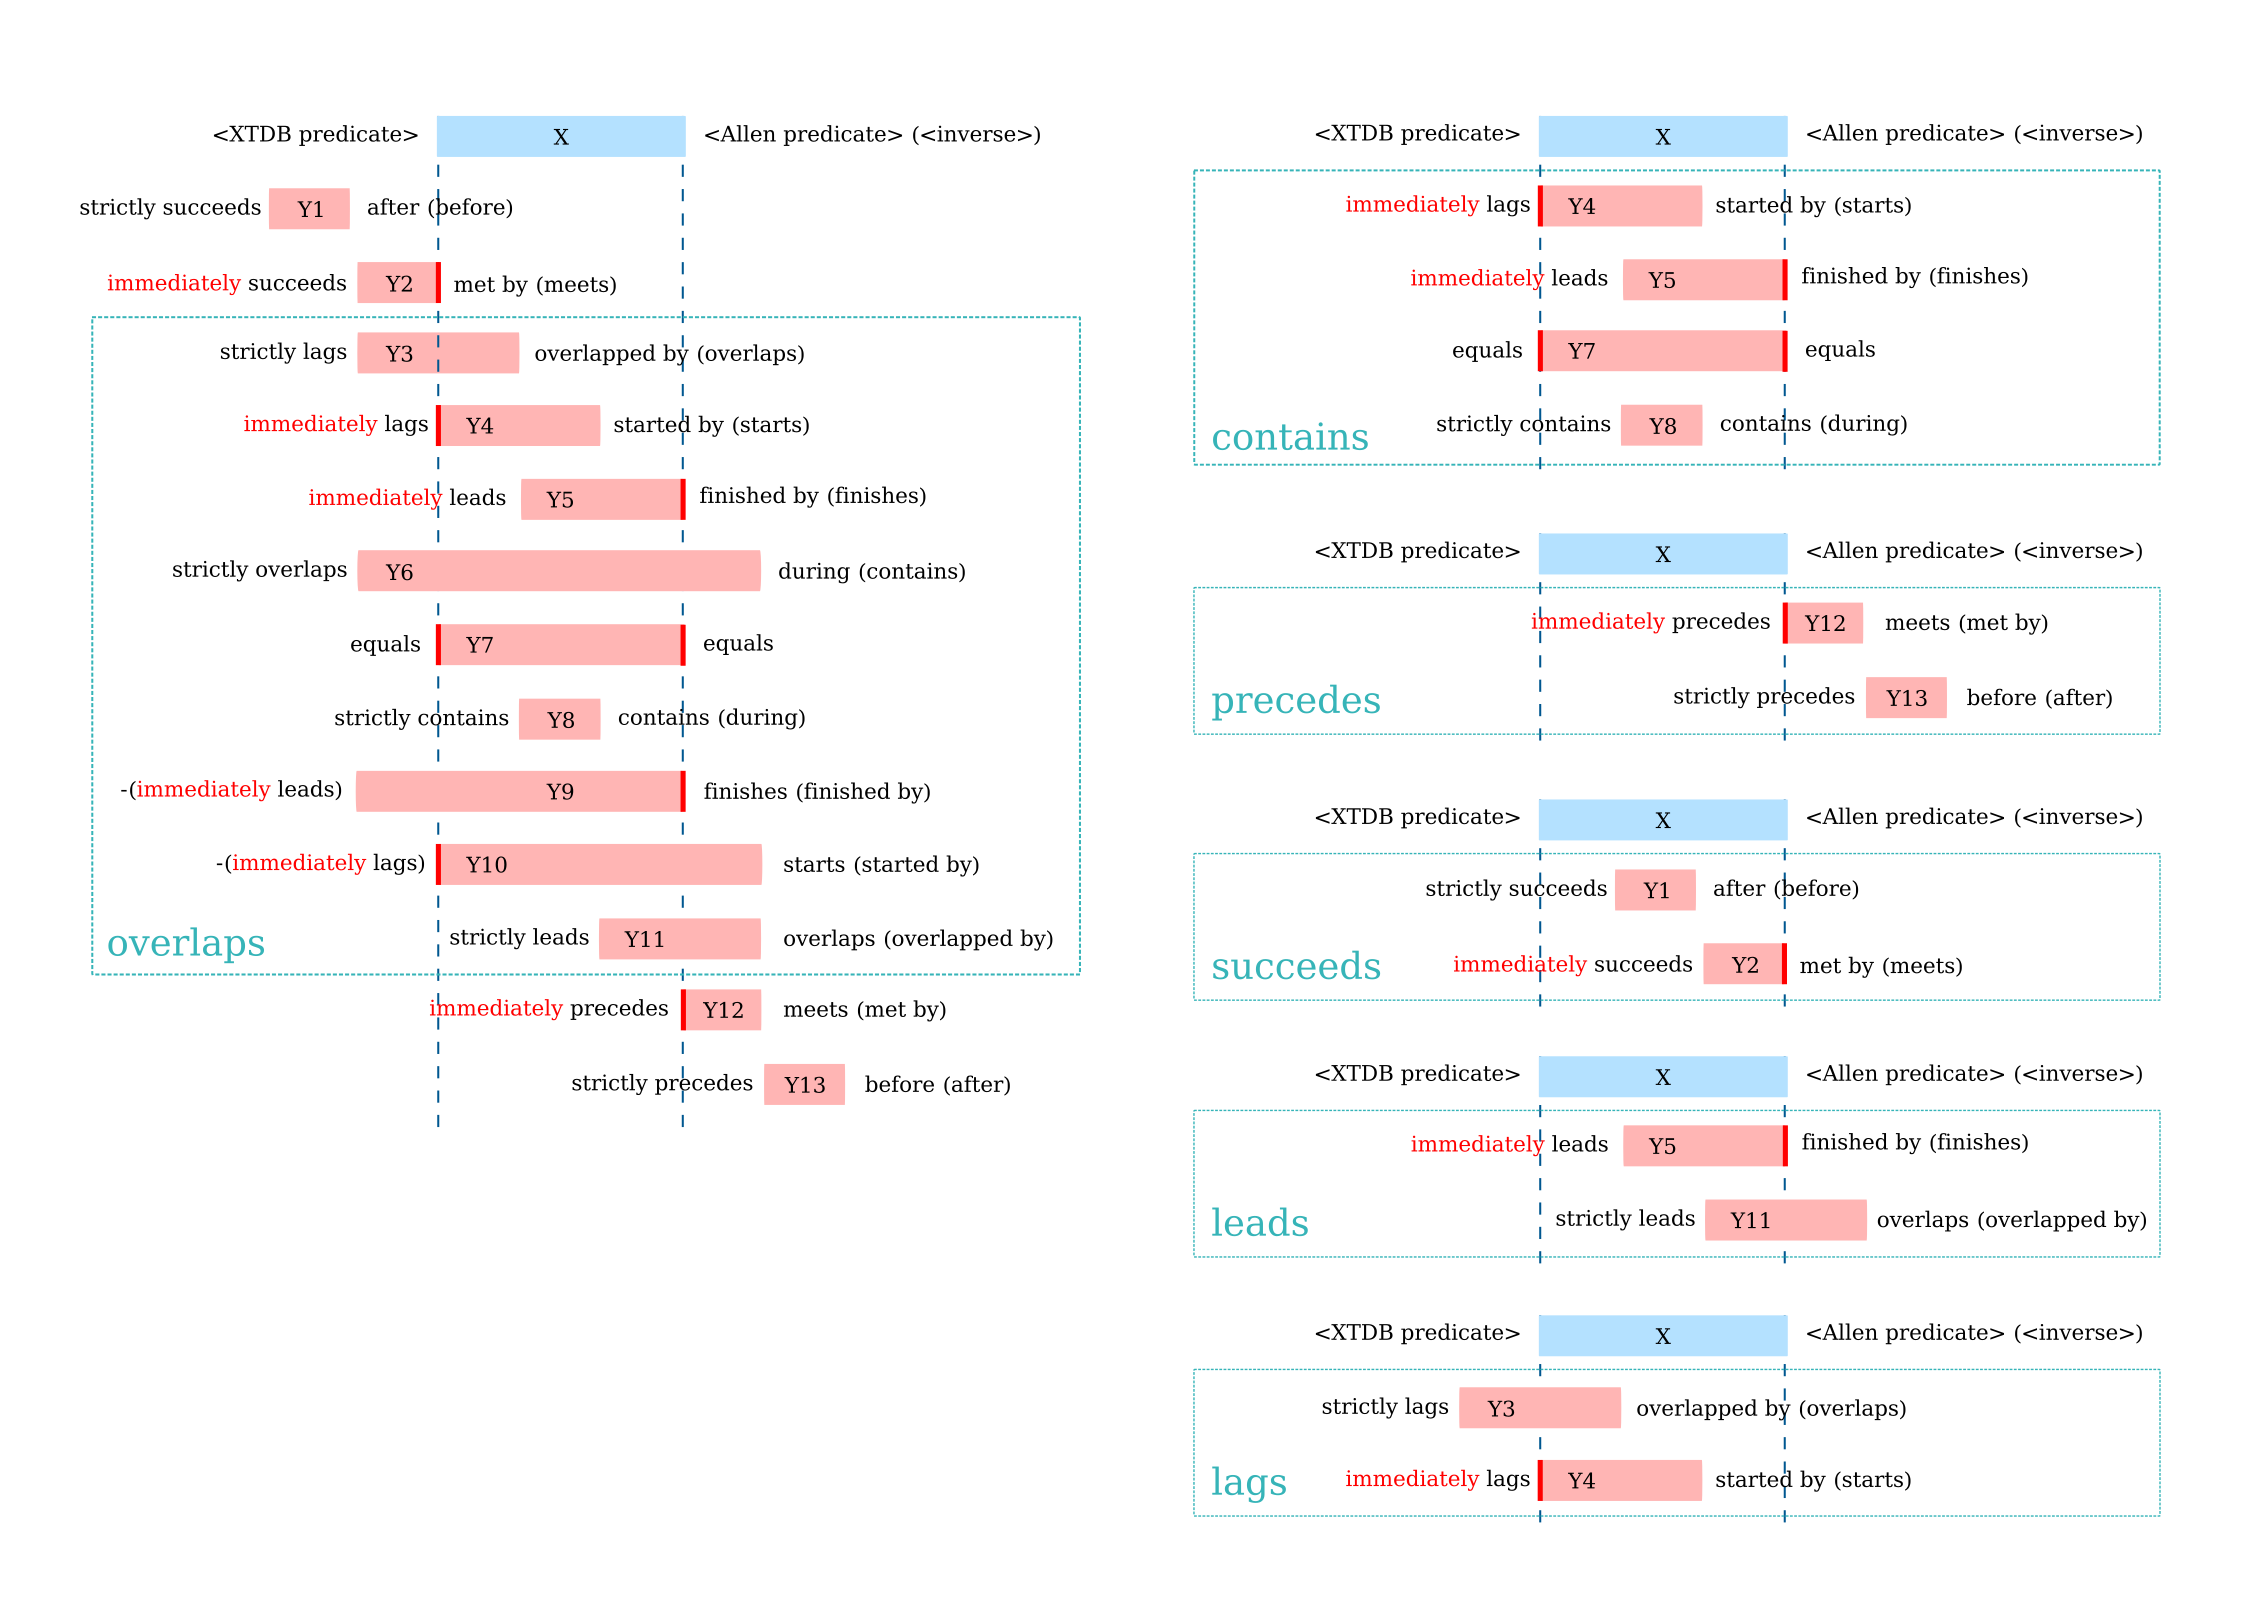 <XTDB predicate> X <Allen predicate> (<inverse>)
strictly succeeds Y1 after (before)
immediately succeeds Y2 met by (meets)
strictly lags Y3 overlapped by (overlaps)
immediately lags Y4 started by (starts)
immediately leads Y5 finished by (finishes)
strictly overlaps Y6 during (contains)
equals Y7 equals
strictly contains Y8 contains (during)
-(immediately leads) Y9 finishes (finished by)
-(immediately lags) Y10 starts (started by)
strictly leads Y11 overlaps (overlapped by)
overlaps
immediately precedes Y12 meets (met by)
strictly precedes Y13 before (after)
<XTDB predicate> X <Allen predicate> (<inverse>)
immediately lags Y4 started by (starts)
immediately leads Y5 finished by (finishes)
equals Y7 equals
strictly contains Y8 contains (during)
contains
<XTDB predicate> X <Allen predicate> (<inverse>)
immediately precedes Y12 meets (met by)
strictly precedes Y13 before (after)
precedes
<XTDB predicate> X <Allen predicate> (<inverse>)
strictly succeeds Y1 after (before)
immediately succeeds Y2 met by (meets)
succeeds
<XTDB predicate> X <Allen predicate> (<inverse>)
immediately leads Y5 finished by (finishes)
strictly leads Y11 overlaps (overlapped by)
leads
<XTDB predicate> X <Allen predicate> (<inverse>)
strictly lags Y3 overlapped by (overlaps)
immediately lags Y4 started by (starts)
lags